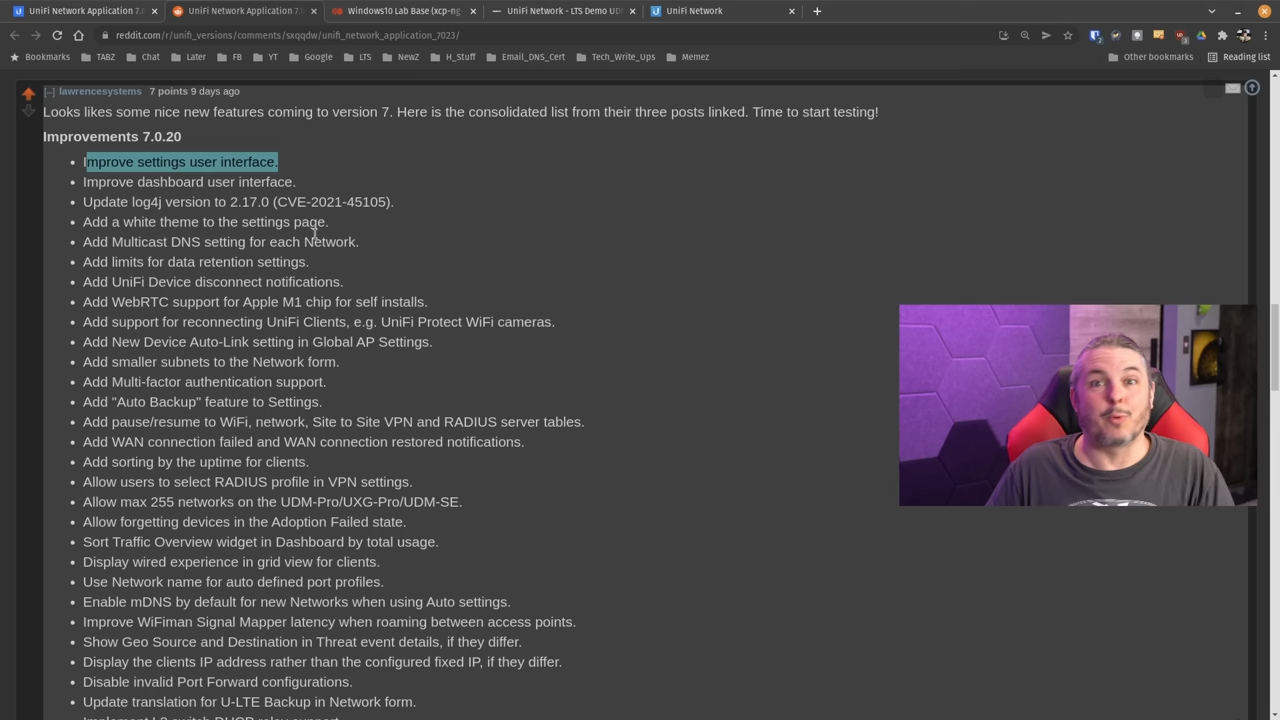 UniFi Network Application 7.0
UniFi Network Application 7.
Windows10 Lab Base (xcp-ng-
UniFi Network - LTS Demo UD
UniFi Network
reddit.com/r/unifi_versions/comments/sxqqdw/unifi_network_application_7023/
Bookmarks TABZ Chat Later FB YT Google LTS NewZ H_Stuff Email_DNS_Cert Tech_Write_Ups Memez Other bookmarks Reading list
[–] lawrencesystems 7 points 9 days ago
Looks likes some nice new features coming to version 7. Here is the consolidated list from their three posts linked. Time to start testing!
Improvements 7.0.20
Improve settings user interface.
Improve dashboard user interface.
Update log4j version to 2.17.0 (CVE-2021-45105).
Add a white theme to the settings page.
Add Multicast DNS setting for each Network.
Add limits for data retention settings.
Add UniFi Device disconnect notifications.
Add WebRTC support for Apple M1 chip for self installs.
Add support for reconnecting UniFi Clients, e.g. UniFi Protect WiFi cameras.
Add New Device Auto-Link setting in Global AP Settings.
Add smaller subnets to the Network form.
Add Multi-factor authentication support.
Add "Auto Backup" feature to Settings.
Add pause/resume to WiFi, network, Site to Site VPN and RADIUS server tables.
Add WAN connection failed and WAN connection restored notifications.
Add sorting by the uptime for clients.
Allow users to select RADIUS profile in VPN settings.
Allow max 255 networks on the UDM-Pro/UXG-Pro/UDM-SE.
Allow forgetting devices in the Adoption Failed state.
Sort Traffic Overview widget in Dashboard by total usage.
Display wired experience in grid view for clients.
Use Network name for auto defined port profiles.
Enable mDNS by default for new Networks when using Auto settings.
Improve WiFiman Signal Mapper latency when roaming between access points.
Show Geo Source and Destination in Threat event details, if they differ.
Display the clients IP address rather than the configured fixed IP, if they differ.
Disable invalid Port Forward configurations.
Update translation for U-LTE Backup in Network form.
Implement L3 switch DHCP relay support.